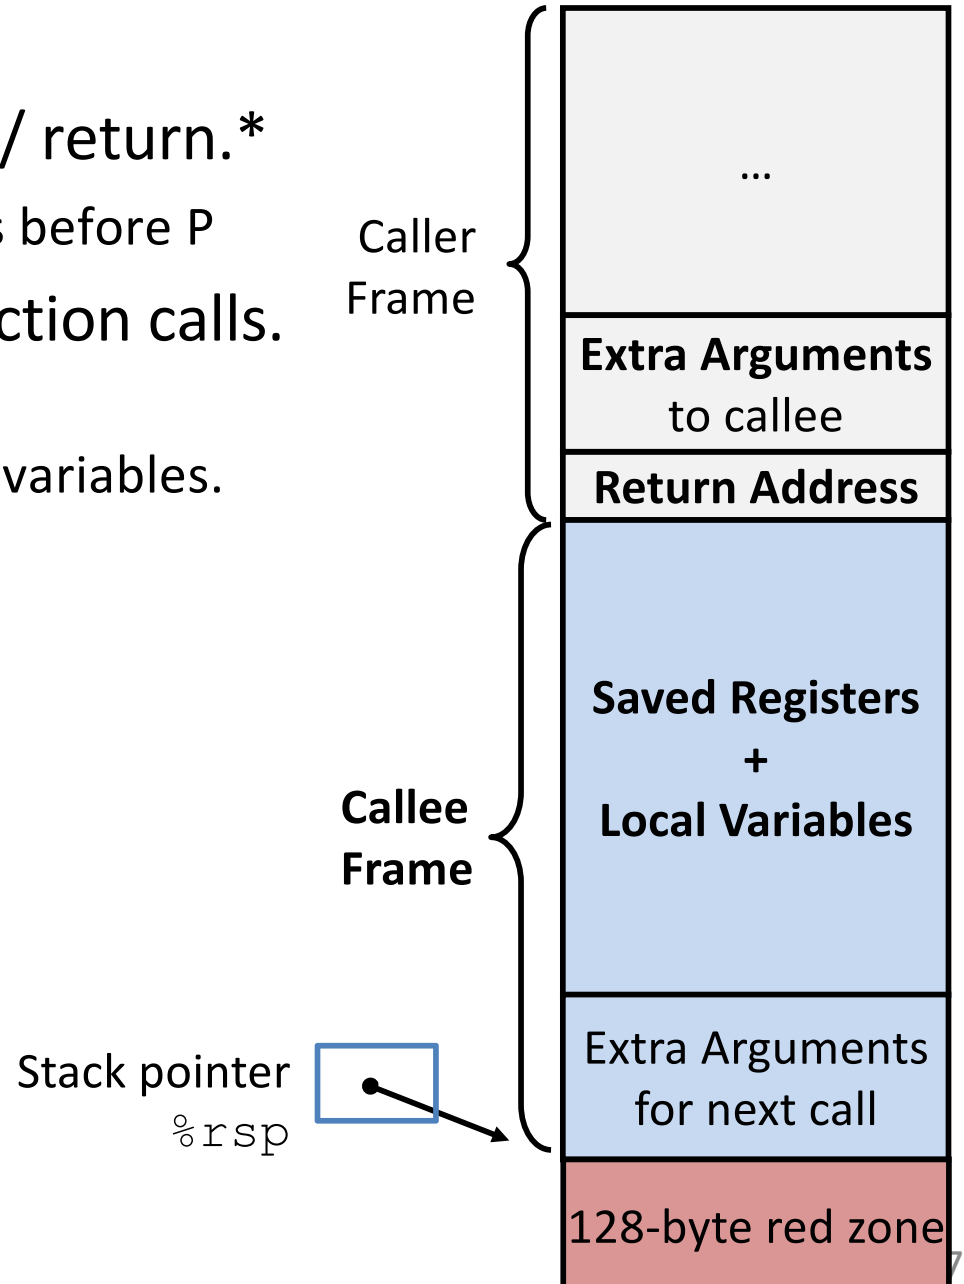 / return.*
before P
ction calls.
variables.
Caller
Frame
...
Extra Arguments
to callee
Return Address
Callee
Frame
Saved Registers
+
Local Variables
Extra Arguments
for next call
Stack pointer
%rsp
128-byte red zone
7